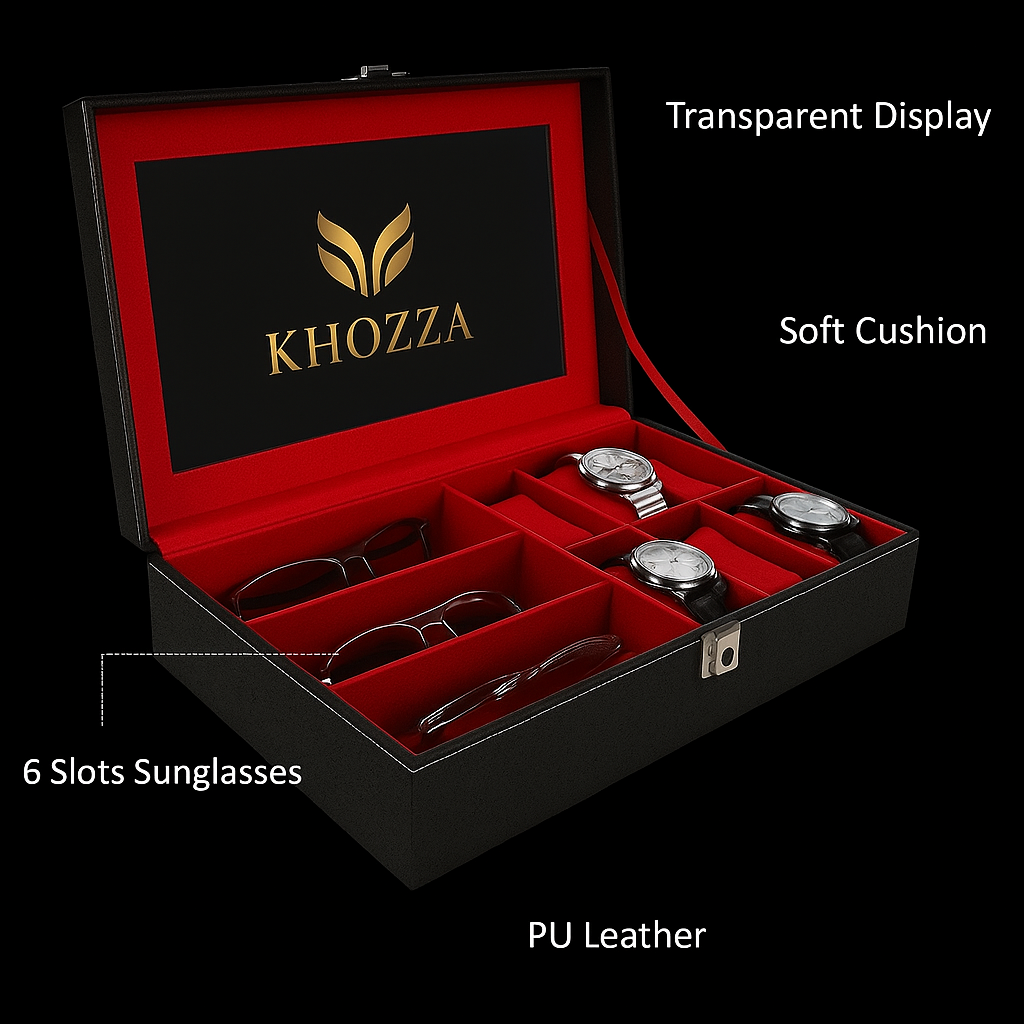 Transparent Display
KHOZZA
Soft Cushion
6 Slots Sunglasses
PU Leather